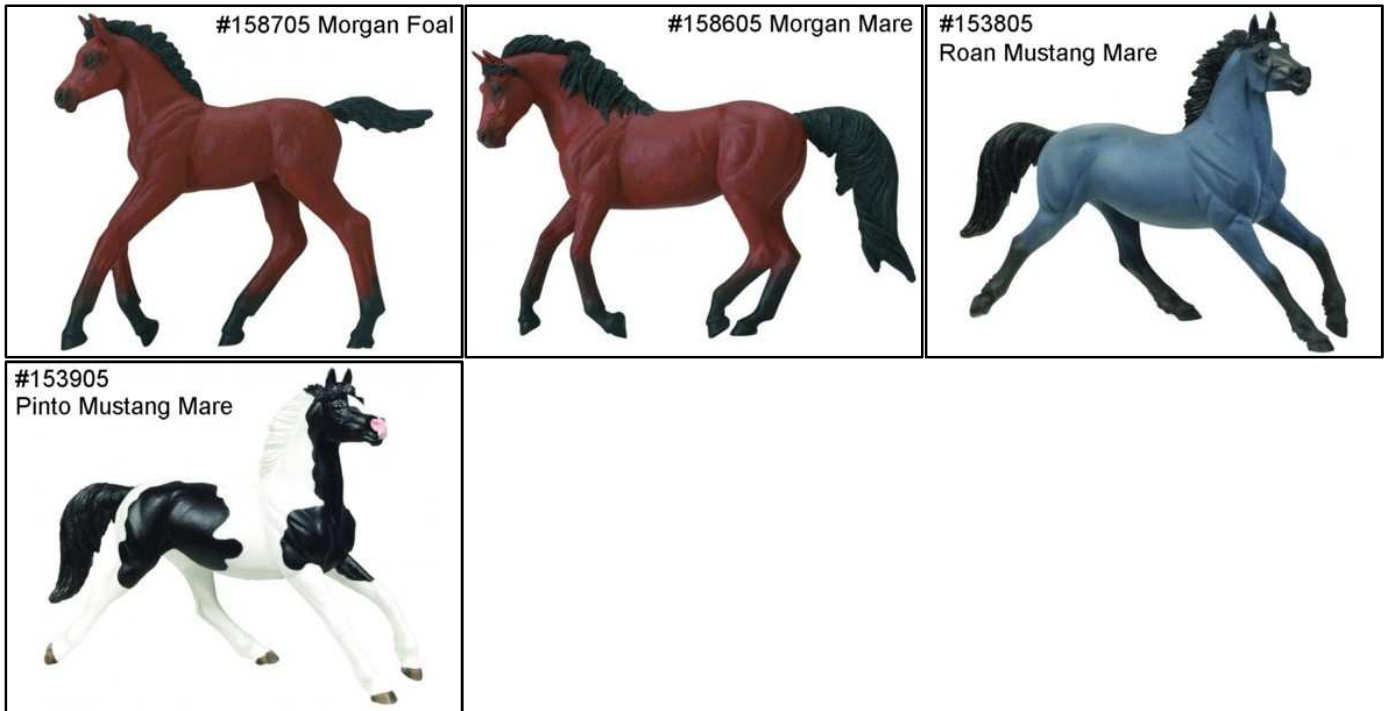 #158705 Morgan Foal
#158605 Morgan Mare
#153805
Roan Mustang Mare
#153905
Pinto Mustang Mare